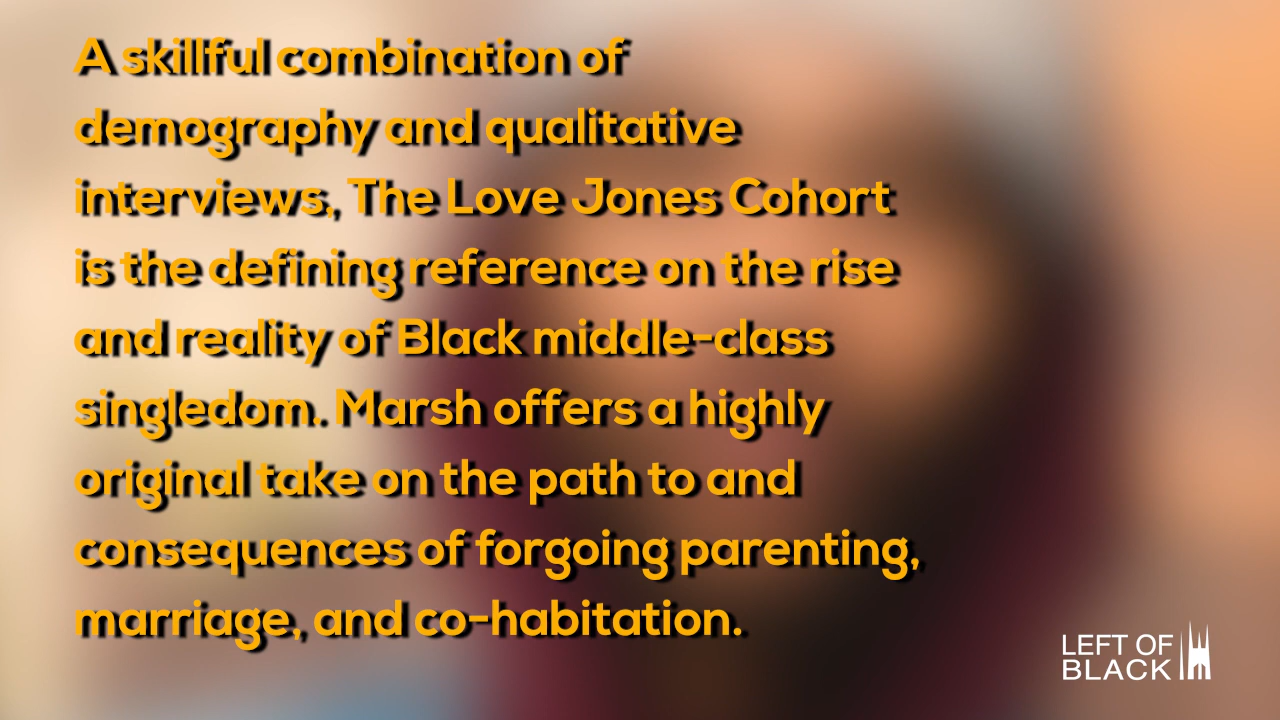 A skillful combination of
demography and qualitative
interviews, The Love Jones Cohort
is the defining reference on the rise
and reality of Black middle-class
singledom. Marsh offers a highly
original take on the path to and
consequences of forgoing parenting,
marriage, and co-habitation.
LEFT OF
BLACK